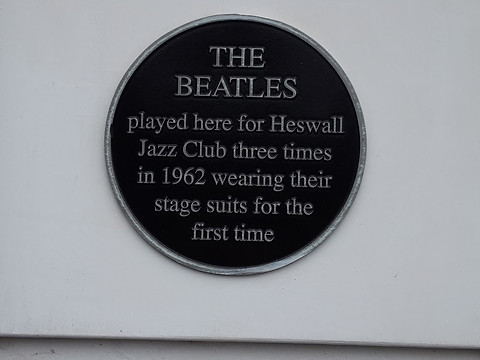 THE
BEATLES
played here for Heswall
Jazz Club three times
in 1962 wearing their
stage suits for the
first time